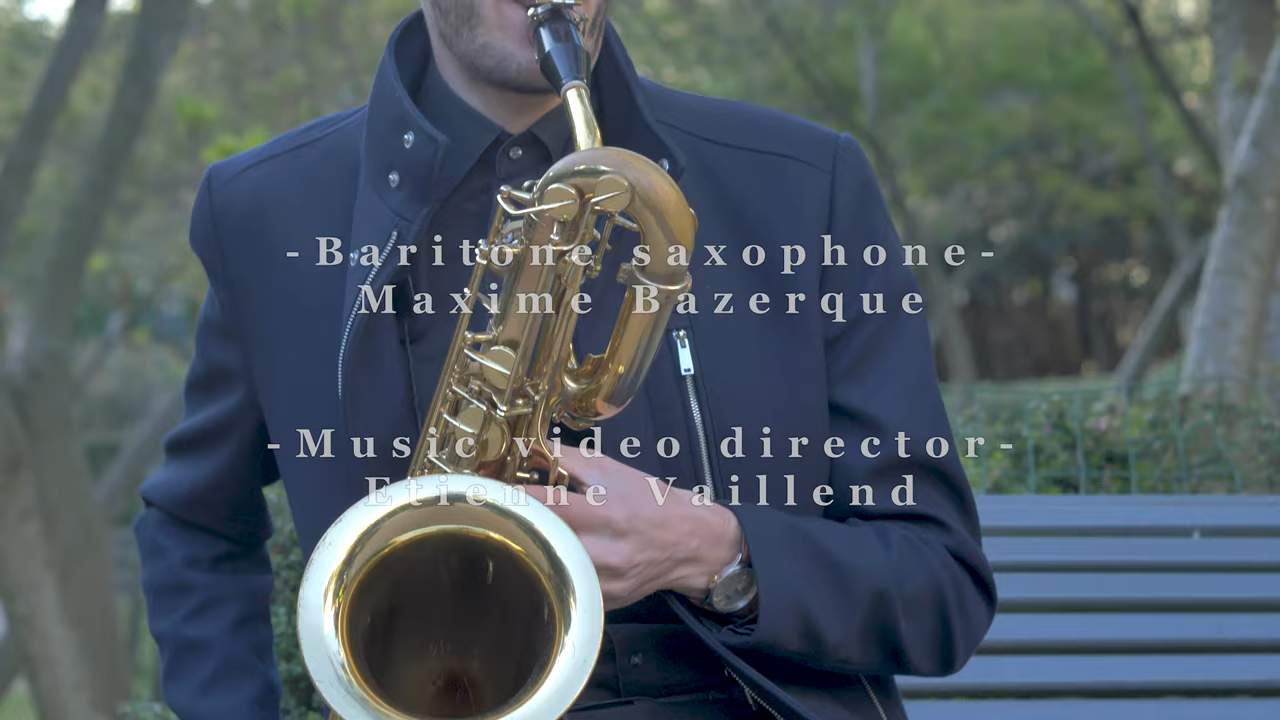 -Baritone saxophone-
Maxime Bazerque
-Music video director-
Etienne Vaillend